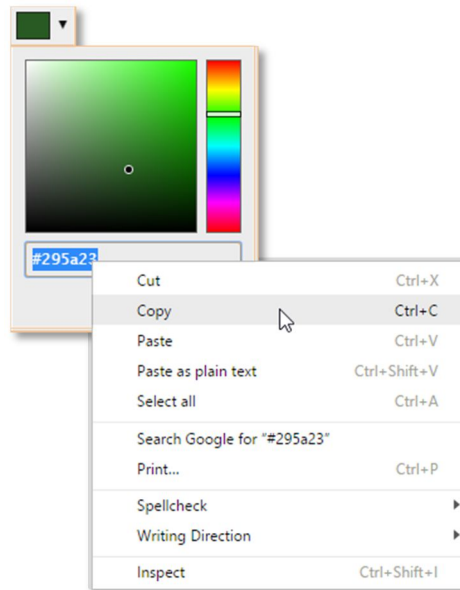 #295a23
Cut Ctrl+X
Copy Ctrl+C
Paste Ctrl+V
Paste as plain text Ctrl+Shift+V
Select all Ctrl+A
Search Google for "#295a23"
Print... Ctrl+P
Spellcheck
Writing Direction
Inspect Ctrl+Shift+I